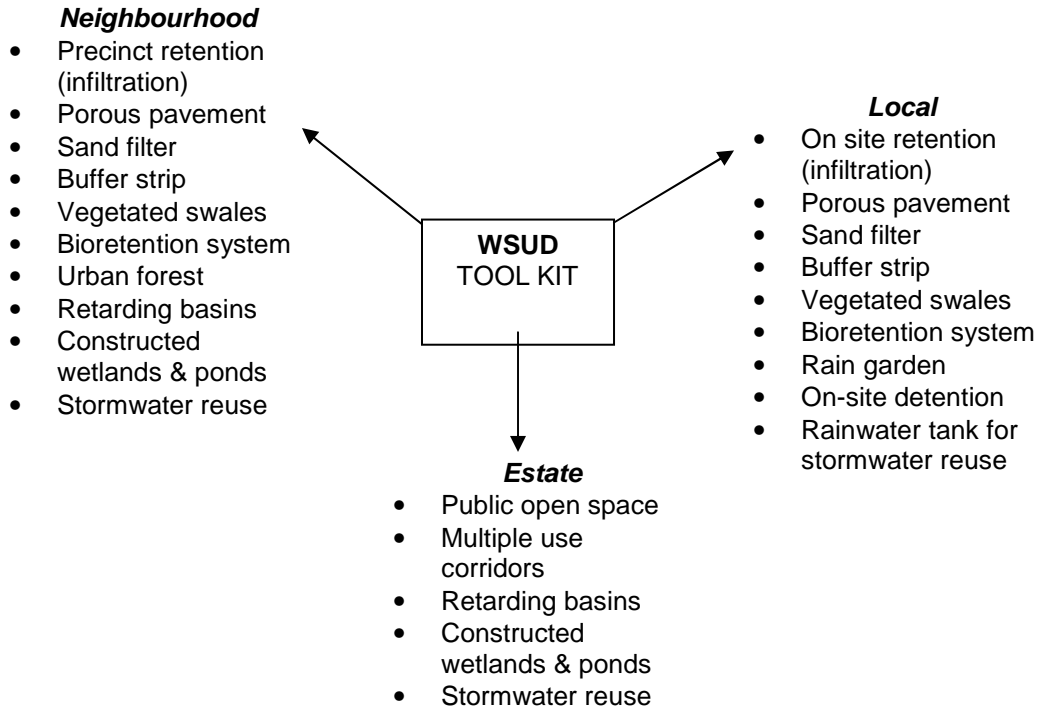 Neighbourhood
• Precinct retention
(infiltration)
• Porous pavement
• Sand filter
• Buffer strip
• Vegetated swales
• Bioretention system
• Urban forest
• Retarding basins
• Constructed
wetlands & ponds
• Stormwater reuse
WSUD
TOOL KIT
Local
• On site retention
(infiltration)
• Porous pavement
• Sand filter
• Buffer strip
• Vegetated swales
• Bioretention system
• Rain garden
• On-site detention
• Rainwater tank for
stormwater reuse
Estate
• Public open space
• Multiple use
corridors
• Retarding basins
• Constructed
wetlands & ponds
• Stormwater reuse